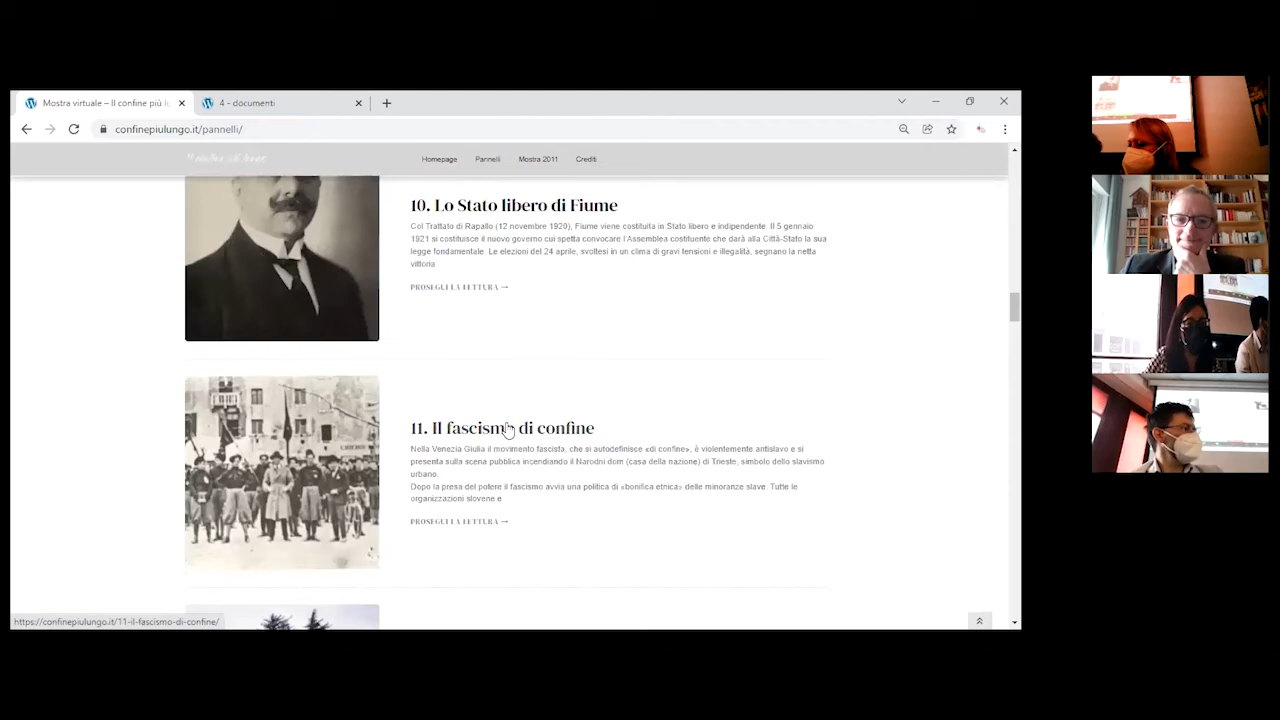 Mostra virtuale – Il confine più lu
4 - documenti
confinepiulungo.it/pannelli/
Homepage
Pannelli
Mostra 2011
Crediti
10. Lo Stato libero di Fiume
Col Trattato di Rapallo (12 novembre 1920), Fiume viene costituita in Stato libero e indipendente. Il 5 gennaio
1921 si costituisce il nuovo governo cui spetta convocare l'Assemblea costituente che darà alla Città-Stato la sua
legge fondamentale. Le elezioni del 24 aprile, svoltesi in un clima di gravi tensioni e illegalità, segnano la netta
vittoria
PROSEGUI LA LETTURA →
11. Il fascismo di confine
Nella Venezia Giulia il movimento fascista, che si autodefinisce «di confine», è violentemente antislavo e si
presenta sulla scena pubblica incendiando il Narodni dom (casa della nazione) di Trieste, simbolo dello slavismo
urbano.
Dopo la presa del potere il fascismo avvia una politica di «bonifica etnica» delle minoranze slave. Tutte le
organizzazioni slovene e
PROSEGUI LA LETTURA →
https://confinepiulungo.it/11-il-fascismo-di-confine/